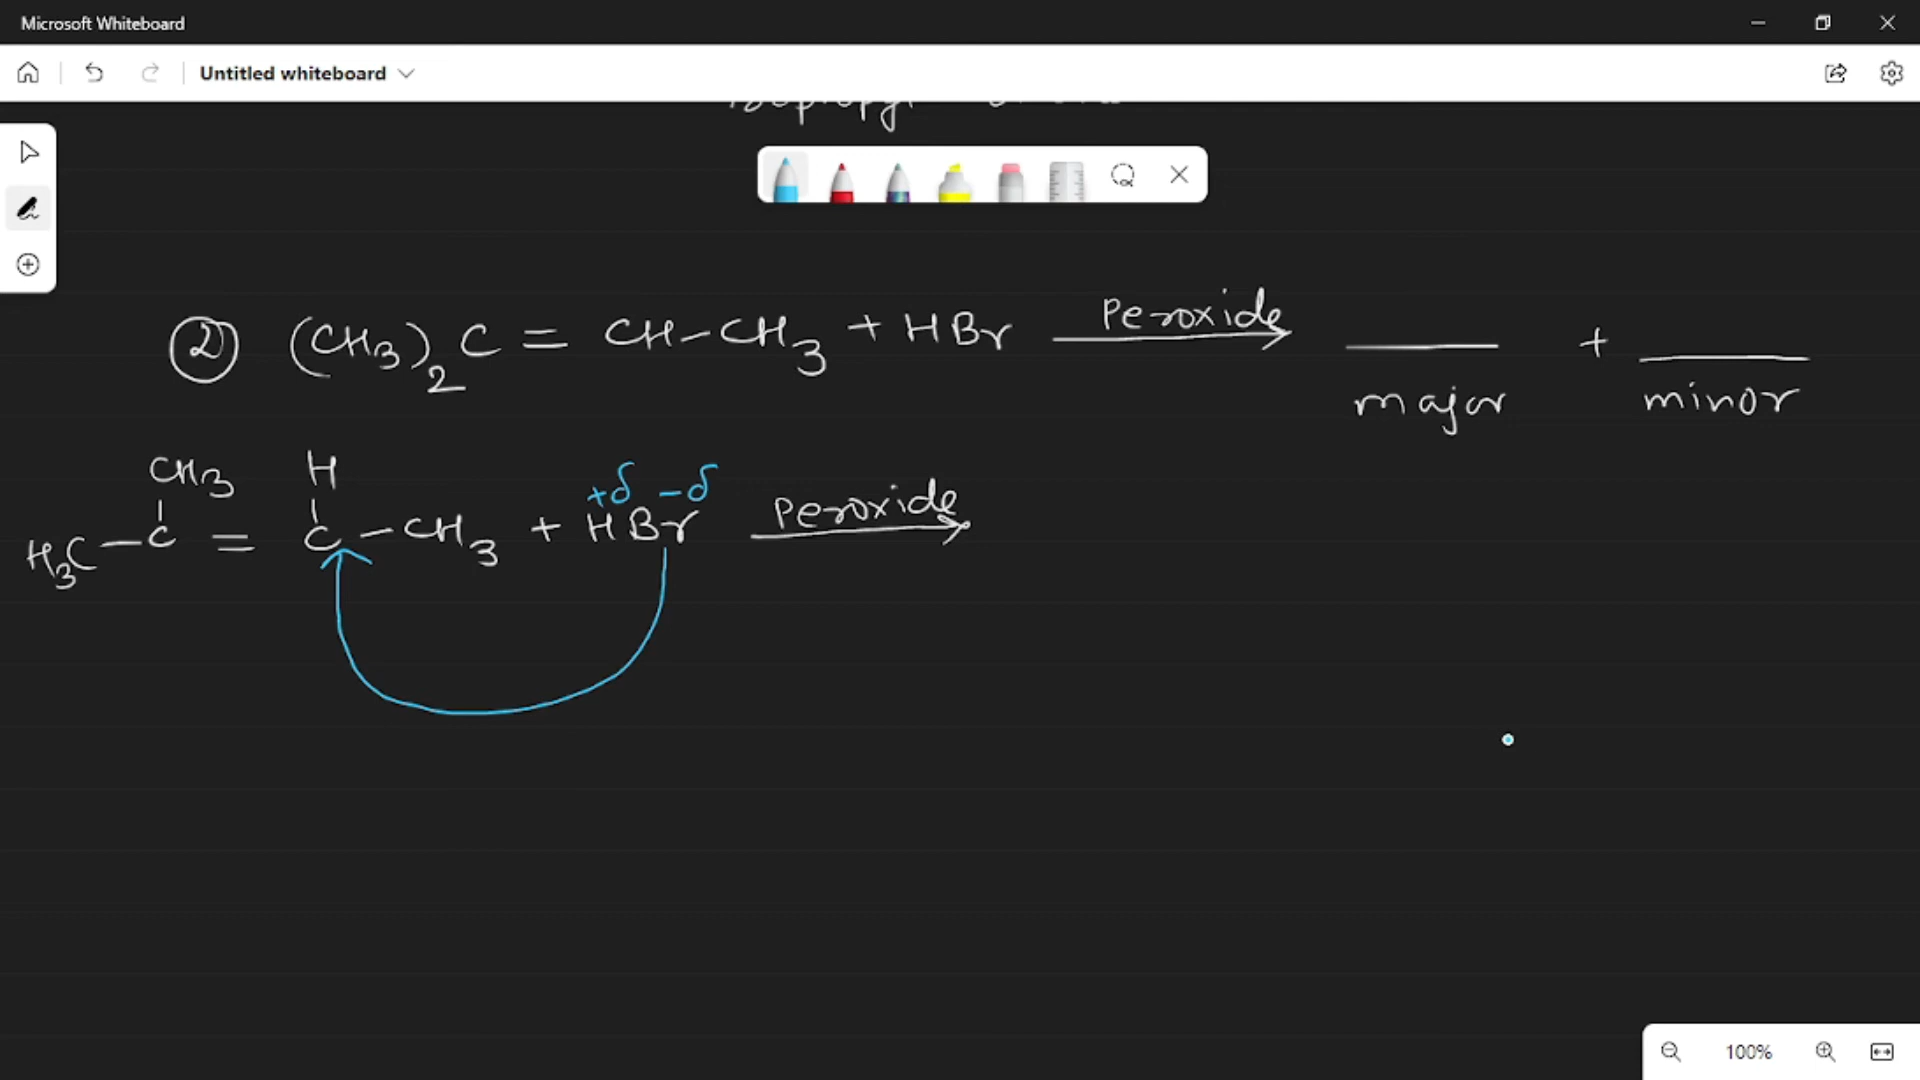 Microsoft Whiteboard
Untitled whiteboard
② (CH₃)₂C = CH-CH₃ + HBr Peroxide → ____ + ____
major minor
CH₃ H +δ -δ
H₃C - C = C - CH₃ + HBr Peroxide →
100%